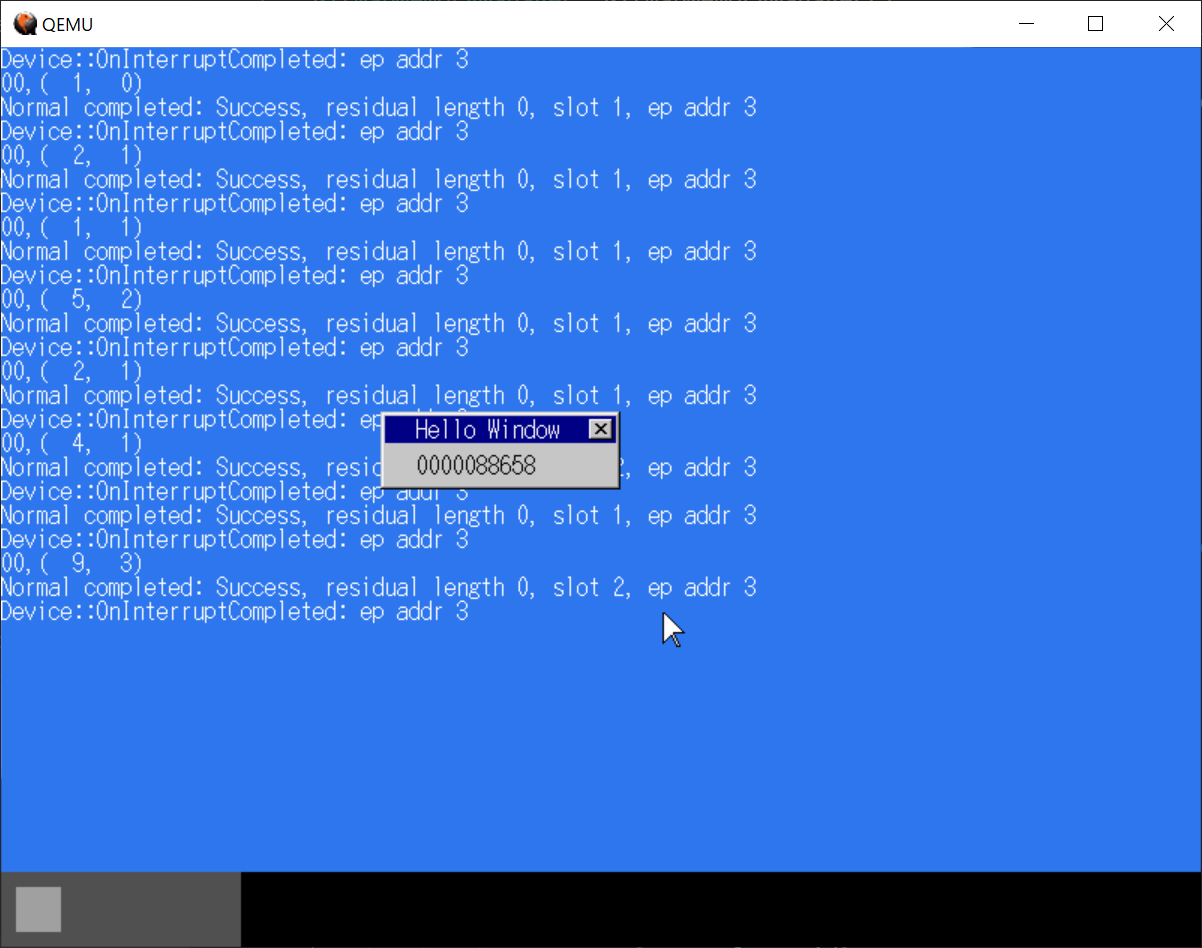 QEMU
Device::OnInterruptCompleted: ep addr 3
00,(  1,   0)
Normal completed: Success, residual length 0, slot 1, ep addr 3
Device::OnInterruptCompleted: ep addr 3
00,(  2,   1)
Normal completed: Success, residual length 0, slot 1, ep addr 3
Device::OnInterruptCompleted: ep addr 3
00,(  1,   1)
Normal completed: Success, residual length 0, slot 1, ep addr 3
Device::OnInterruptCompleted: ep addr 3
00,(  5,   2)
Normal completed: Success, residual length 0, slot 1, ep addr 3
Device::OnInterruptCompleted: ep addr 3
00,(  2,   1)
Normal completed: Success, residual length 0, slot 1, ep addr 3
Device::OnInterruptCompleted: ep
Hello Window
00,(  4,   1)
Normal completed: Success,
0000088658
ep addr 3
Device::OnInterruptCompleted: ep addr 3
Normal completed: Success, residual length 0, slot 1, ep addr 3
Device::OnInterruptCompleted: ep addr 3
00,(  9,   3)
Normal completed: Success, residual length 0, slot 2, ep addr 3
Device::OnInterruptCompleted: ep addr 3